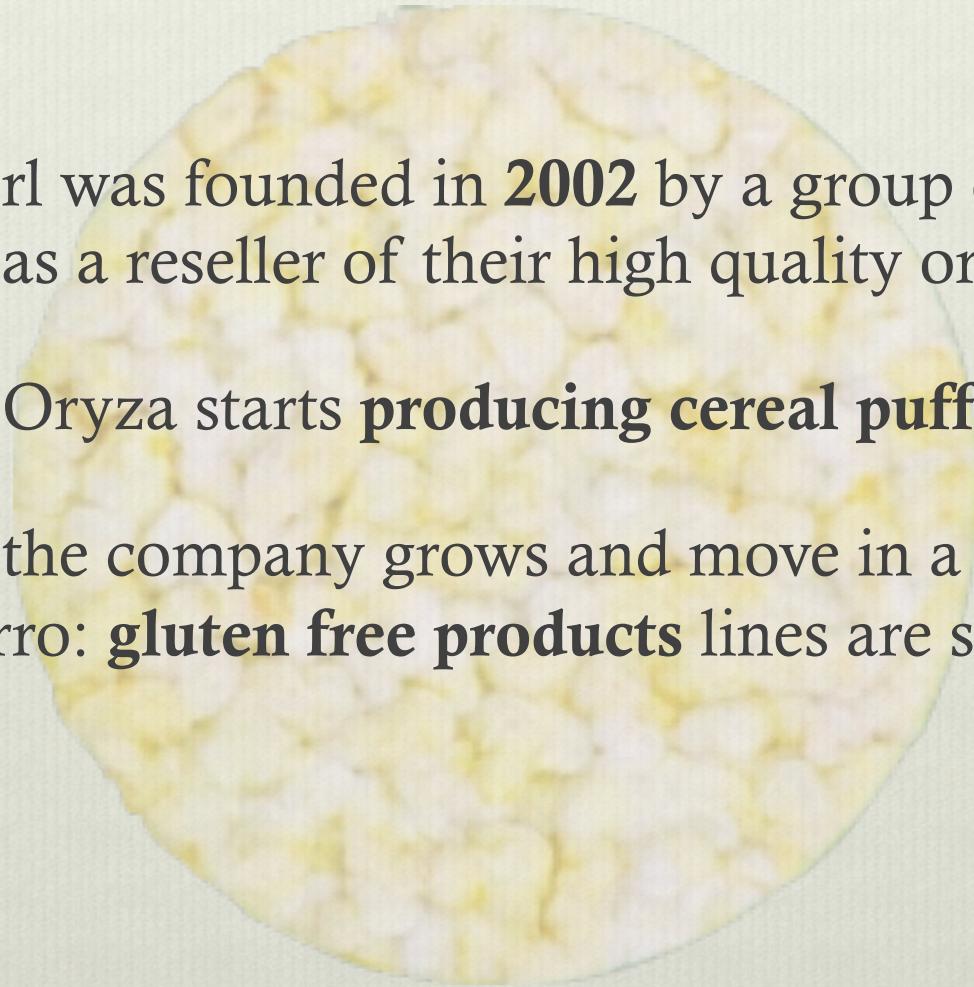 rl was founded in 2002 by a group
as a reseller of their high quality or
Oryza starts producing cereal puff
the company grows and move in a
rro: gluten free products lines are s